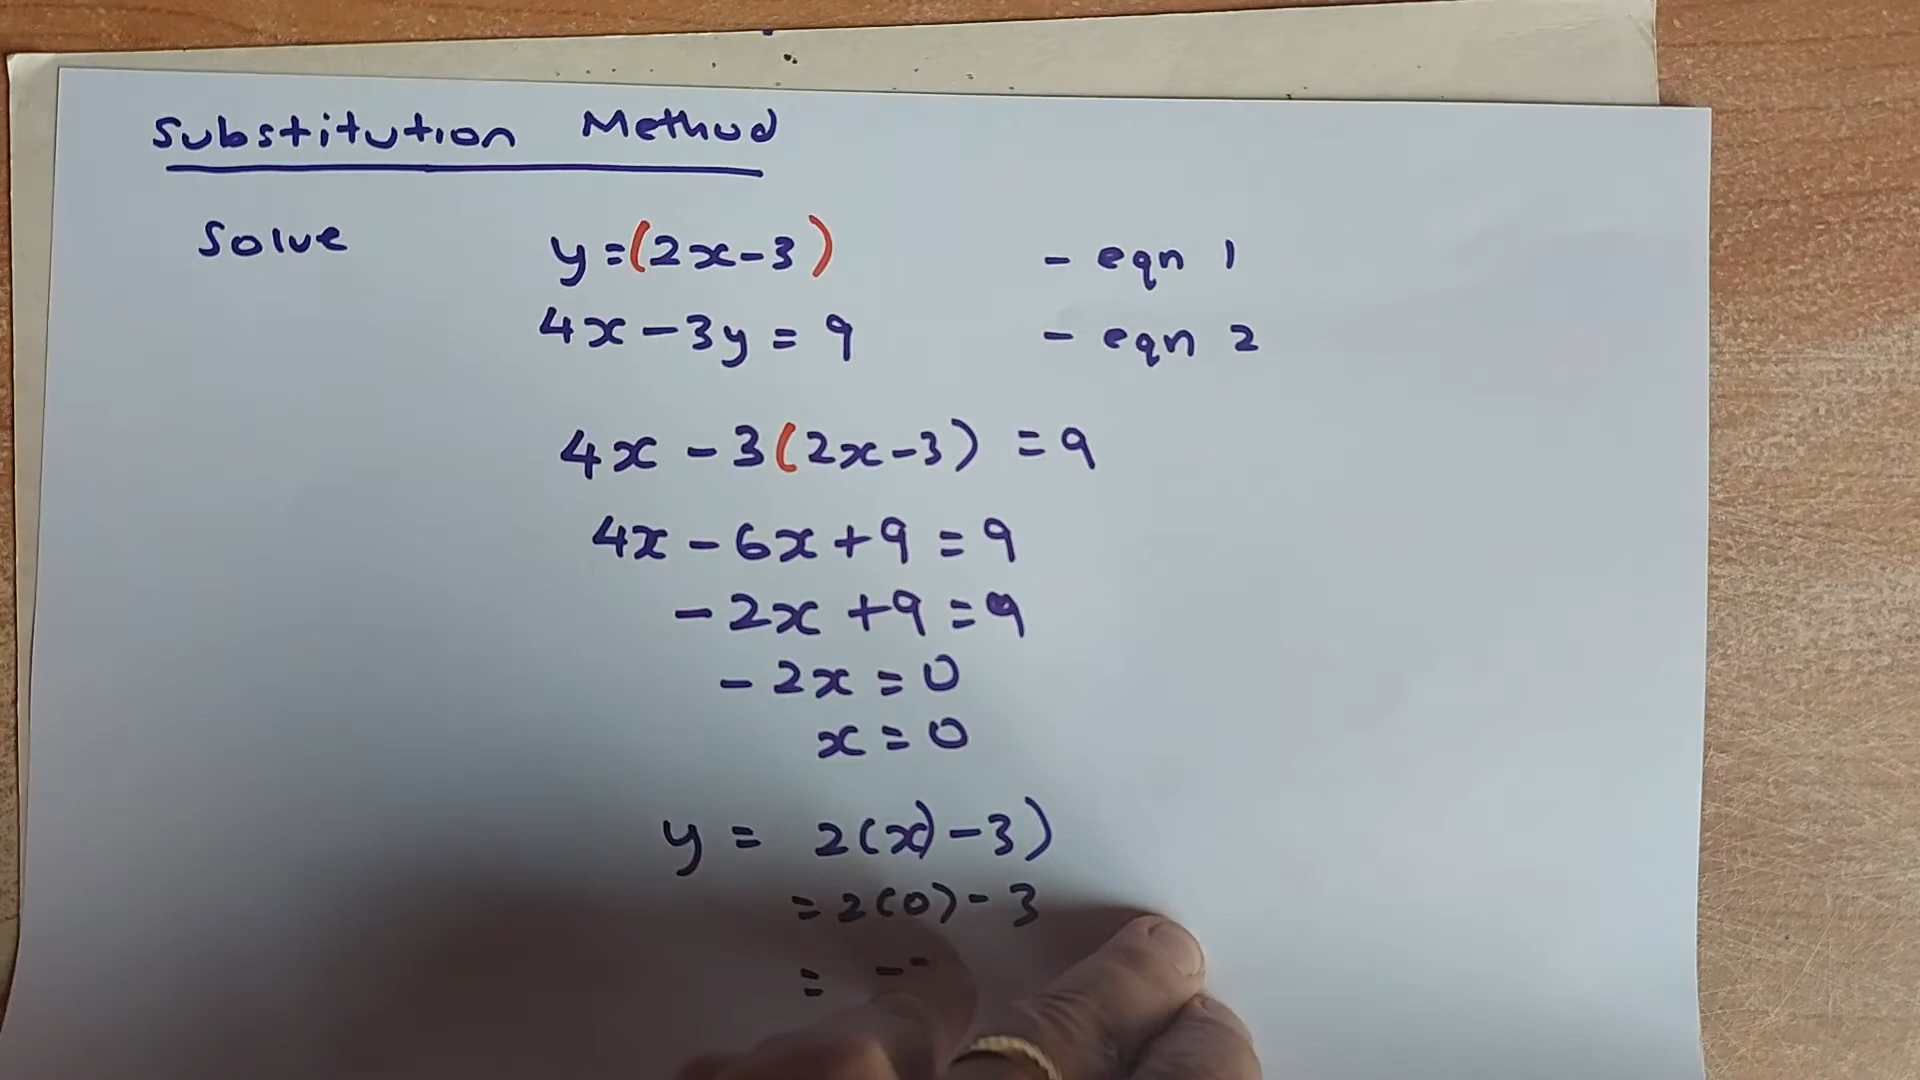 Substitution Method
Solve y=(2x-3) - eqn 1
4x-3y=9 - eqn 2
4x-3(2x-3)=9
4x-6x+9=9
-2x+9=9
-2x=0
x=0
y= 2(x)-3)
=2(0)-3
= -